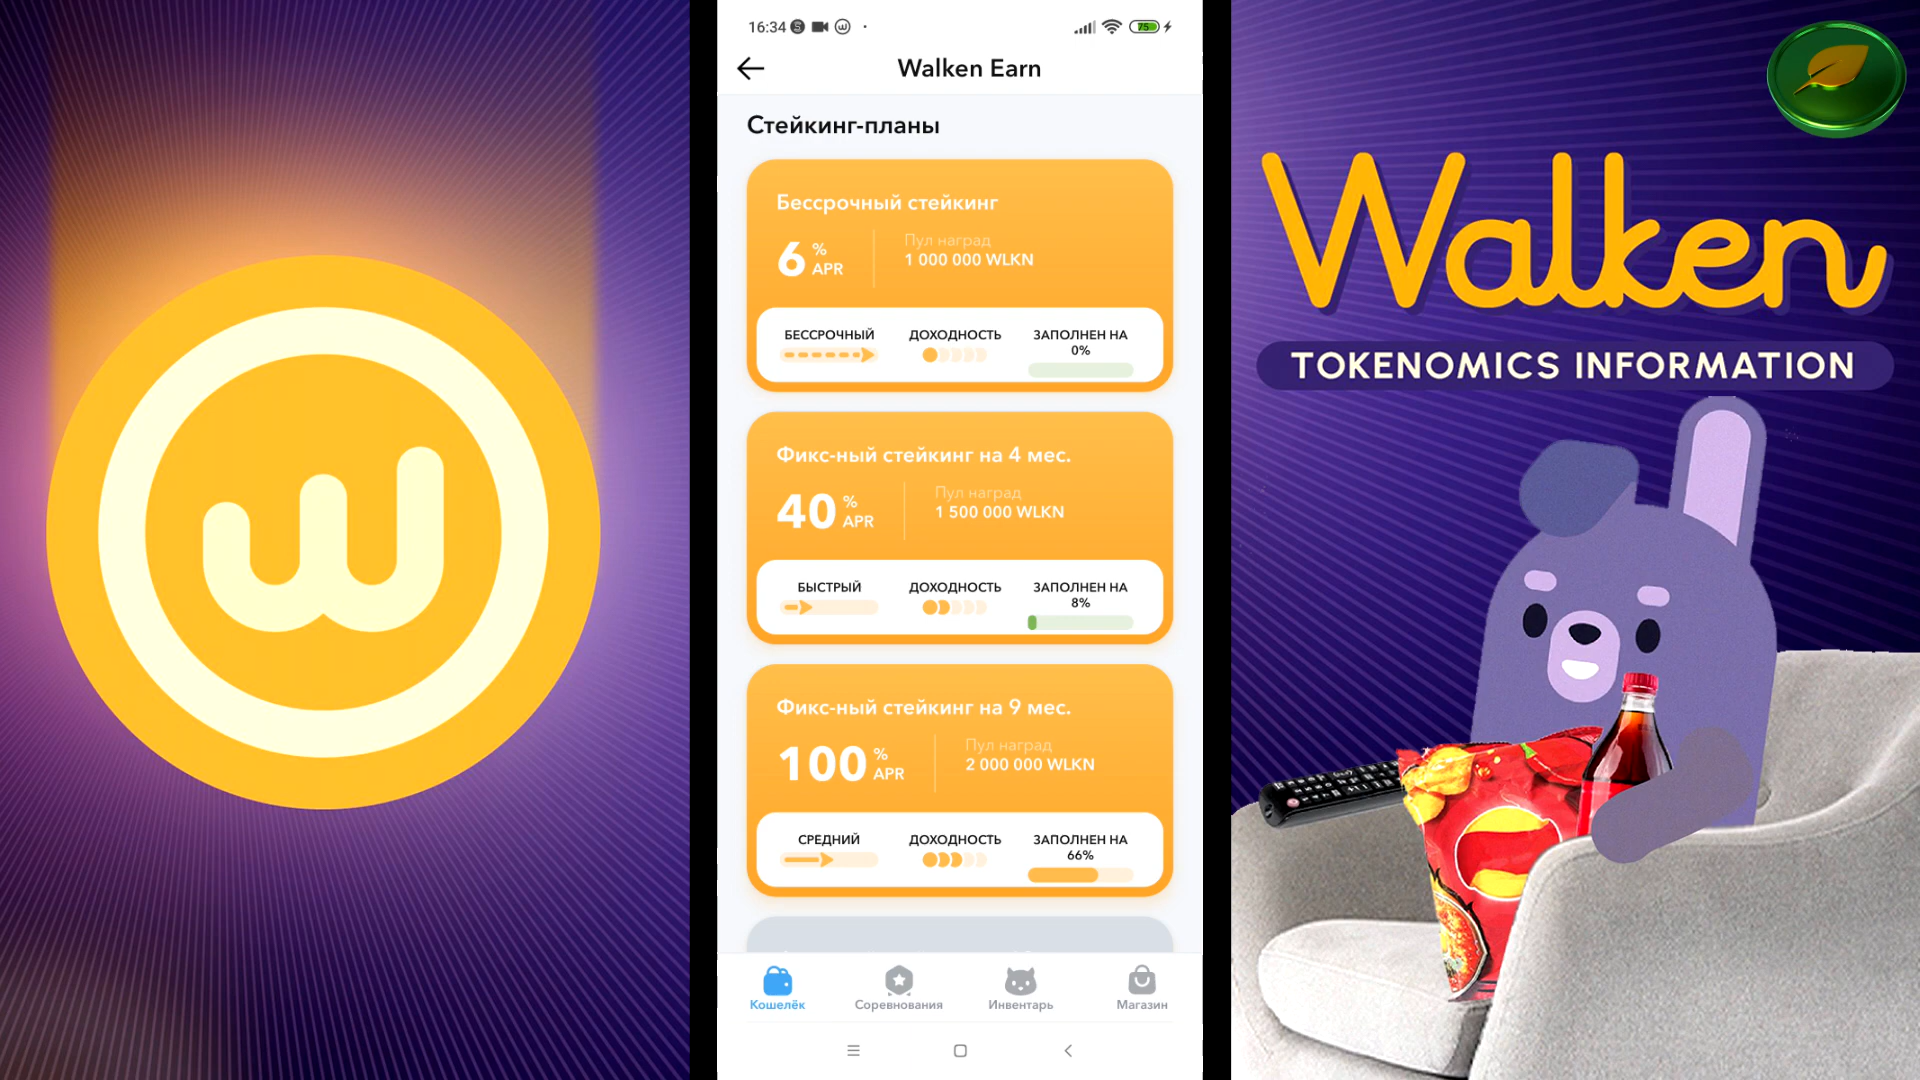 16:34
75
Walken Earn
Стейкинг-планы
Бессрочный стейкинг
6 % APR
Пул наград
1 000 000 WLKN
БЕССРОЧНЫЙ
ДОХОДНОСТЬ
ЗАПОЛНЕН НА
0%
Фикс-ный стейкинг на 4 мес.
40 % APR
Пул наград
1 500 000 WLKN
БЫСТРЫЙ
ДОХОДНОСТЬ
ЗАПОЛНЕН НА
8%
Фикс-ный стейкинг на 9 мес.
100 % APR
Пул наград
2 000 000 WLKN
СРЕДНИЙ
ДОХОДНОСТЬ
ЗАПОЛНЕН НА
66%
Кошелёк
Соревнования
Инвентарь
Магазин
Walken
TOKENOMICS INFORMATION